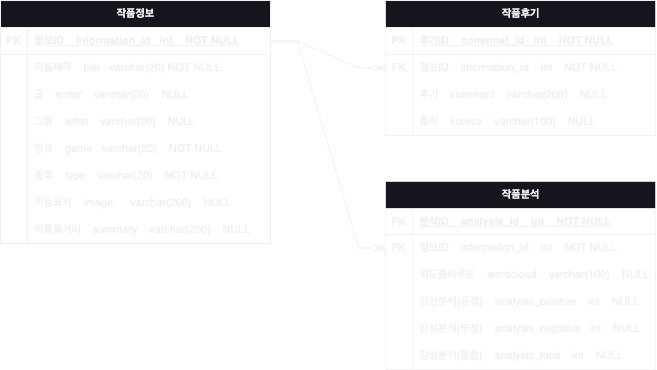 작품정보
PK 정보ID information_id int NOT NULL
작품제목 title varchar(20) NOT NULL
글 writer varchar(20) NULL
그림 artist varchar(20) NULL
장르 gerne varchar(20) NOT NULL
종류 type varchar(20) NOT NULL
작품표지 image varchar(200) NULL
작품줄거리 summary varchar(200) NULL
작품후기
PK 후기ID commnet_id int NOT NULL
FK 정보ID information_id int NOT NULL
후기 comment varchar(200) NULL
출처 source varchar(100) NULL
작품분석
PK 분석ID analysis_id int NOT NULL
FK 정보ID information_id int NOT NULL
워드클라우드 wordcloud varchar(100) NULL
감성분석(긍정) analysis_positive int NULL
감성분석(부정) analysis_negative int NULL
감성분석(총합) analysis_total int NULL